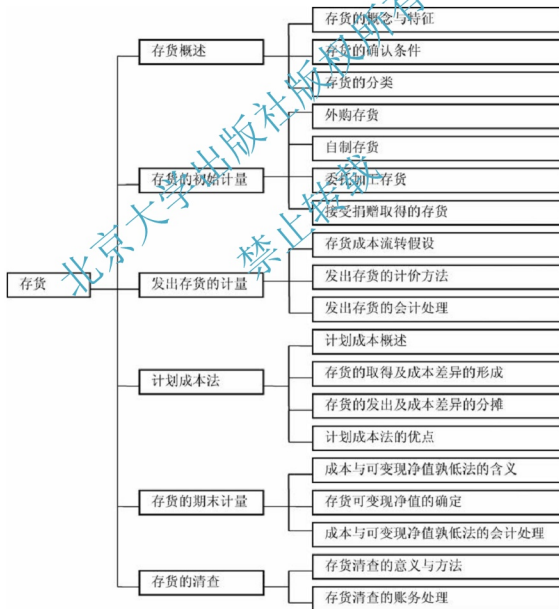 存货
存货概述
存货的概念与特征
存货的确认条件
存货的分类
存货的初始计量
外购存货
自制存货
委托加工存货
接受捐赠取得的存货
发出存货的计量
存货成本流转假设
发出存货的计价方法
发出存货的会计处理
计划成本法
计划成本概述
存货的取得及成本差异的形成
存货的发出及成本差异的分摊
计划成本法的优点
存货的期末计量
成本与可变现净值孰低法的含义
存货可变现净值的确定
成本与可变现净值孰低法的会计处理
存货的清查
存货清查的意义与方法
存货清查的账务处理
北京大学出版社版权所有
禁止转载